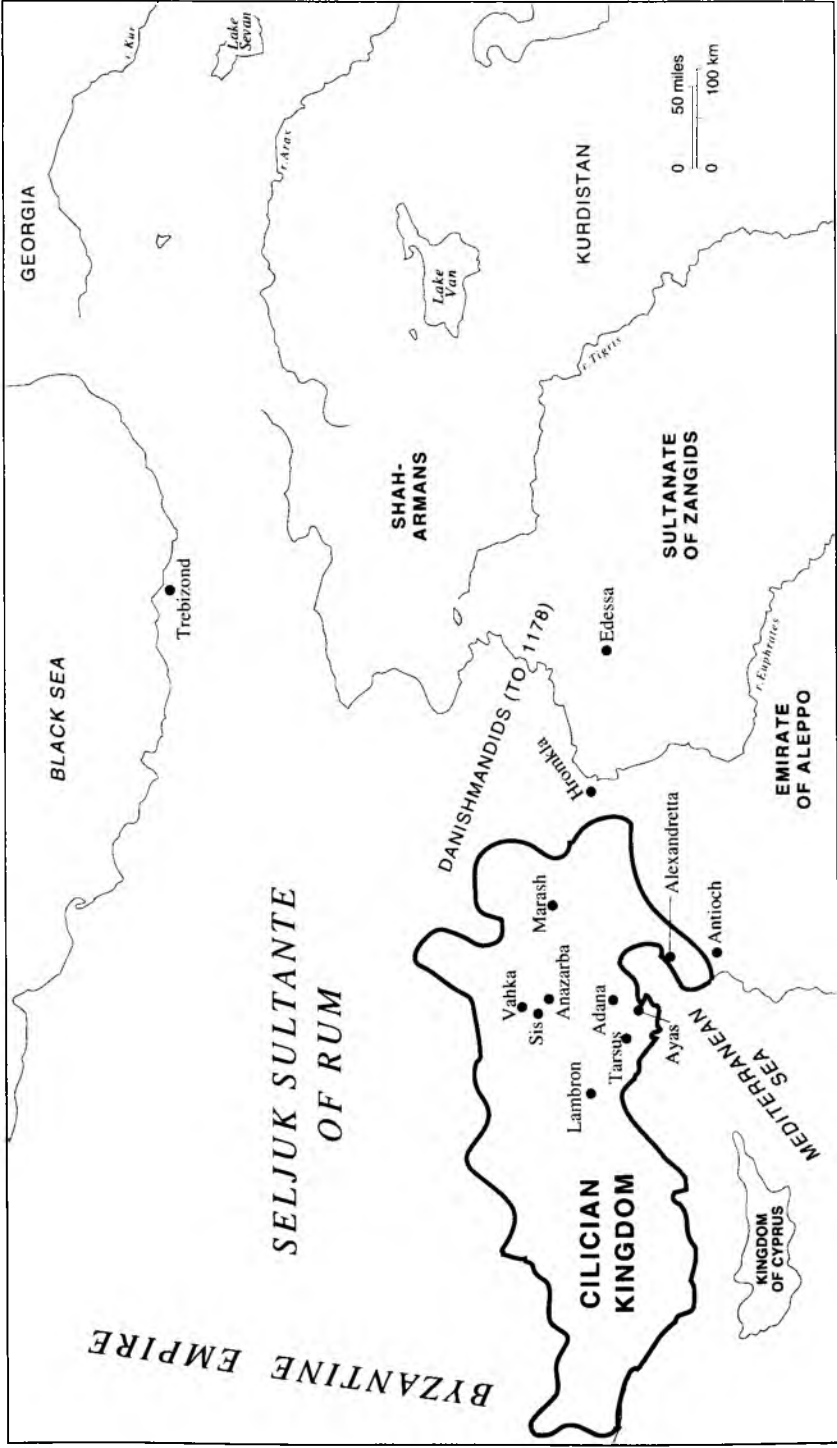 BLACK SEA
GEORGIA
r. Kur
Lake
Sevan
Trebizond
r. Arax
BYZANTINE EMPIRE
SELJUK SULTANTE
OF RUM
SHAH-
ARMANS
Lake
Van
DANISHMANDIDS (TO 1178)
KURDISTAN
Vahka
Sis
Anazarba
Marash
Hromkla
Edessa
r. Tigris
CILICIAN
KINGDOM
Lambron
Tarsus
Adana
Ayas
Alexandretta
Antioch
SULTANATE
OF ZANGIDS
r. Euphrates
EMIRATE
OF ALEPPO
MEDITERRANEAN
SEA
KINGDOM
OF CYPRUS
0 50 miles
0 100 km